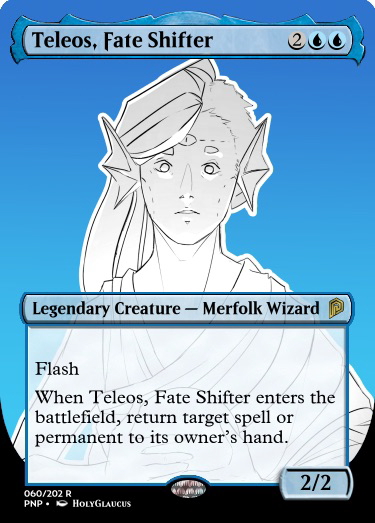 Teleos, Fate Shifter 2
Legendary Creature — Merfolk Wizard
Flash
When Teleos, Fate Shifter enters the
battlefield, return target spell or
permanent to its owner's hand.
2/2
060/202 R
PNP • HolyGlaucus